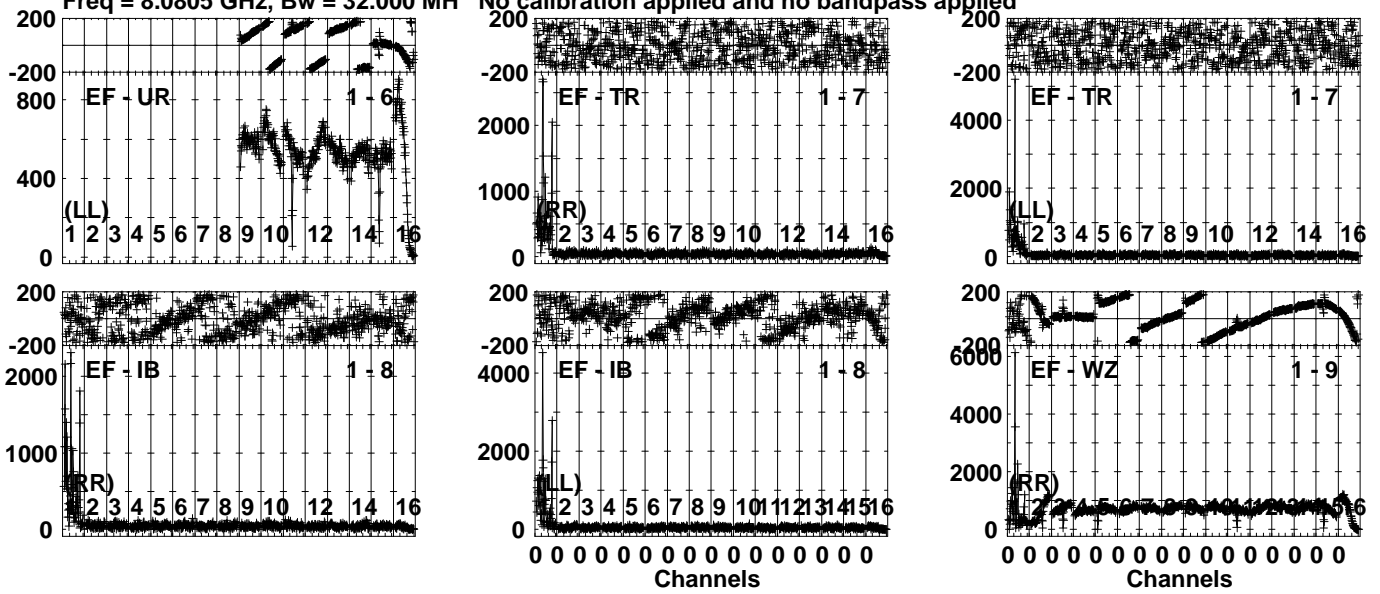 Freq = 8.0805 GHz, Bw = 32.000 MH No calibration applied and no bandpass applied
200
-200
800
400
0
EF - UR 1 - 6
(LL)
1 2 3 4 5 6 7 8 9 10 12 14 16
200
-200
2000
1000
0
EF - TR 1 - 7
(RR)
2 3 4 5 6 7 8 9 10 12 14 16
200
-200
4000
2000
0
EF - TR 1 - 7
(LL)
2 3 4 5 6 7 8 9 10 12 14 16
200
-200
2000
1000
0
EF - IB 1 - 8
(RR)
2 3 4 5 6 7 8 9 10 12 14 16
200
-200
4000
2000
0
EF - IB 1 - 8
(LL)
2 3 4 5 6 7 8 9 10 11 12 13 14 15 16
0 0 0 0 0 0 0 0 0 0 0 0 0 0 0 0
Channels
200
-200
6000
4000
2000
0
EF - WZ 1 - 9
(RR)
0 0 0 0 0 0 0 0 0 0 0 0 0 0 0 0
Channels